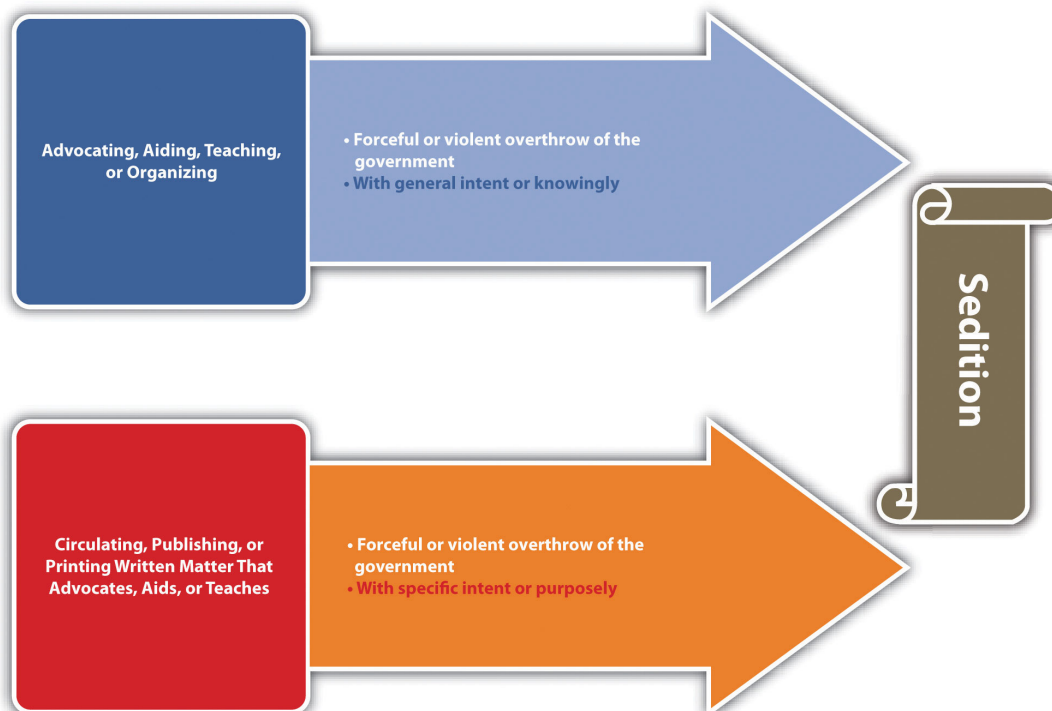 Advocating, Aiding, Teaching,
or Organizing
• Forceful or violent overthrow of the
government
• With general intent or knowingly
Sedition
Circulating, Publishing, or
Printing Written Matter That
Advocates, Aids, or Teaches
• Forceful or violent overthrow of the
government
• With specific intent or purposely